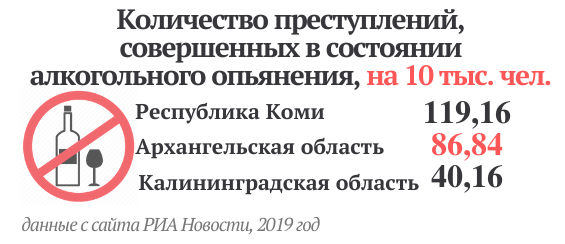 Количество преступлений,
совершенных в состоянии
алкогольного опьянения, на 10 тыс. чел.
Республика Коми 119,16
Архангельская область 86,84
Калининградская область 40,16
данные с сайта РИА Новости, 2019 год